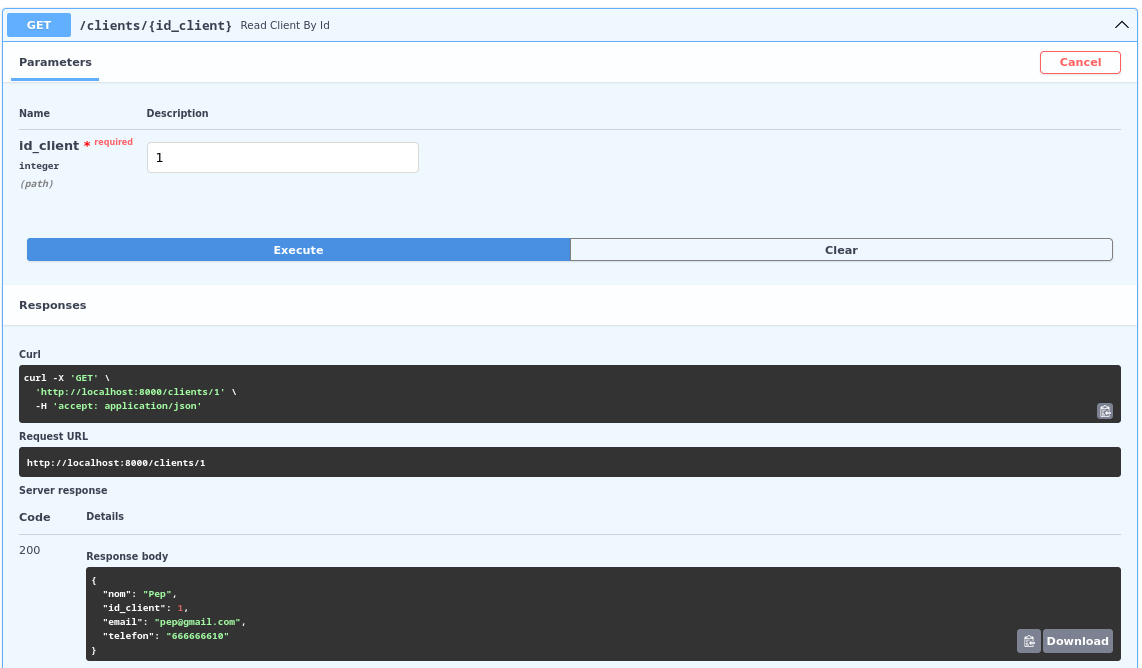 GET /clients/{id_client} Read Client By Id
Parameters Cancel
Name Description
id_client * required
1
integer
(path)
Execute Clear
Responses
Curl
curl -X 'GET' \
  'http://localhost:8000/clients/1' \
  -H 'accept: application/json'
Request URL
http://localhost:8000/clients/1
Server response
Code Details
200
Response body
{
  "nom": "Pep",
  "id_client": 1,
  "email": "pep@gmail.com",
  "telefon": "666666610"
}
Download